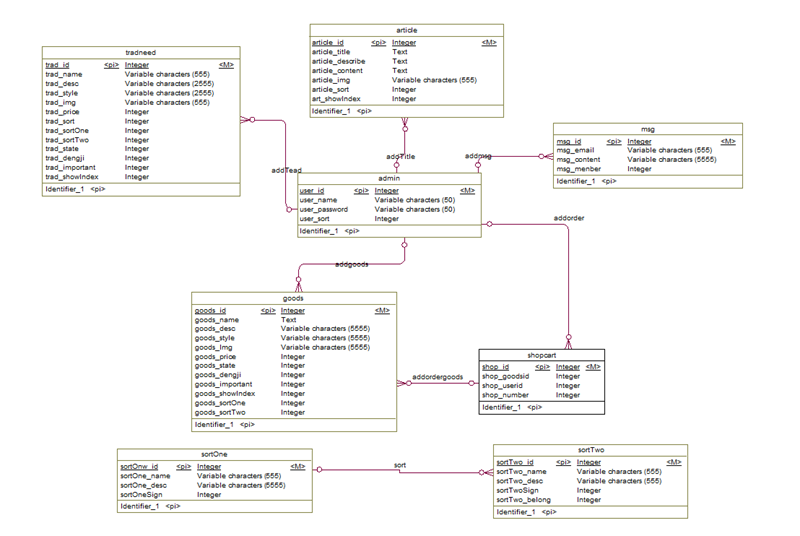 article
article_id <pi> Integer <M>
article_title Text
article_describe Text
article_content Text
article_img Variable characters (555)
article_sort Integer
art_showIndex Integer
Identifier_1 <pi>
tradneed
trad_id <pi> Integer <M>
trad_name Variable characters (555)
trad_desc Variable characters (2555)
trad_style Variable characters (2555)
trad_img Variable characters (555)
trad_price Integer
trad_sort Integer
trad_sortOne Integer
trad_sortTwo Integer
trad_state Integer
trad_dengji Integer
trad_important Integer
trad_showIndex Integer
Identifier_1 <pi>
msg
msg_id <pi> Integer <M>
msg_email Variable characters (555)
msg_content Variable characters (5555)
msg_menber Integer
Identifier_1 <pi>
addTitle
addmsg
addTead
admin
user_id <pi> Integer <M>
user_name Variable characters (50)
user_password Variable characters (50)
user_sort Integer
Identifier_1 <pi>
addorder
addgoods
goods
goods_id <pi> Integer <M>
goods_name Text
goods_desc Variable characters (5555)
goods_style Variable characters (5555)
goods_Img Variable characters (5555)
goods_price Integer
goods_state Integer
goods_dengji Integer
goods_important Integer
goods_showIndex Integer
goods_sortOne Integer
goods_sortTwo Integer
Identifier_1 <pi>
addordergoods
shopcart
shop_id <pi> Integer <M>
shop_goodsid Integer
shop_userid Integer
shop_number Integer
Identifier_1 <pi>
sortOne
sortOnw_id <pi> Integer <M>
sortOne_name Variable characters (555)
sortOne_desc Variable characters (5555)
sortOneSign Integer
Identifier_1 <pi>
sort
sortTwo
sortTwo_id <pi> Integer <M>
sortTwo_name Variable characters (555)
sortTwo_desc Variable characters (555)
sortTwoSign Integer
sortTwo_belong Integer
Identifier_1 <pi>